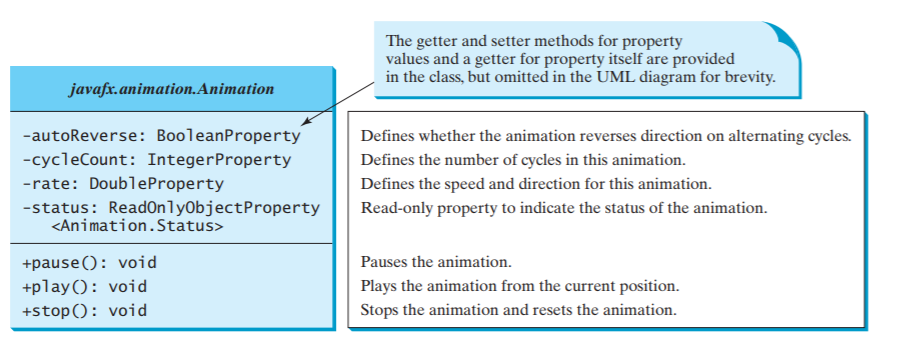 The getter and setter methods for property
values and a getter for property itself are provided
in the class, but omitted in the UML diagram for brevity.
javafx.animation.Animation
-autoReverse: BooleanProperty
Defines whether the animation reverses direction on alternating cycles.
-cycleCount: IntegerProperty
Defines the number of cycles in this animation.
-rate: DoubleProperty
Defines the speed and direction for this animation.
-status: ReadOnlyObjectProperty
Read-only property to indicate the status of the animation.
<Animation.Status>
+pause(): void
Pauses the animation.
+play(): void
Plays the animation from the current position.
+stop(): void
Stops the animation and resets the animation.